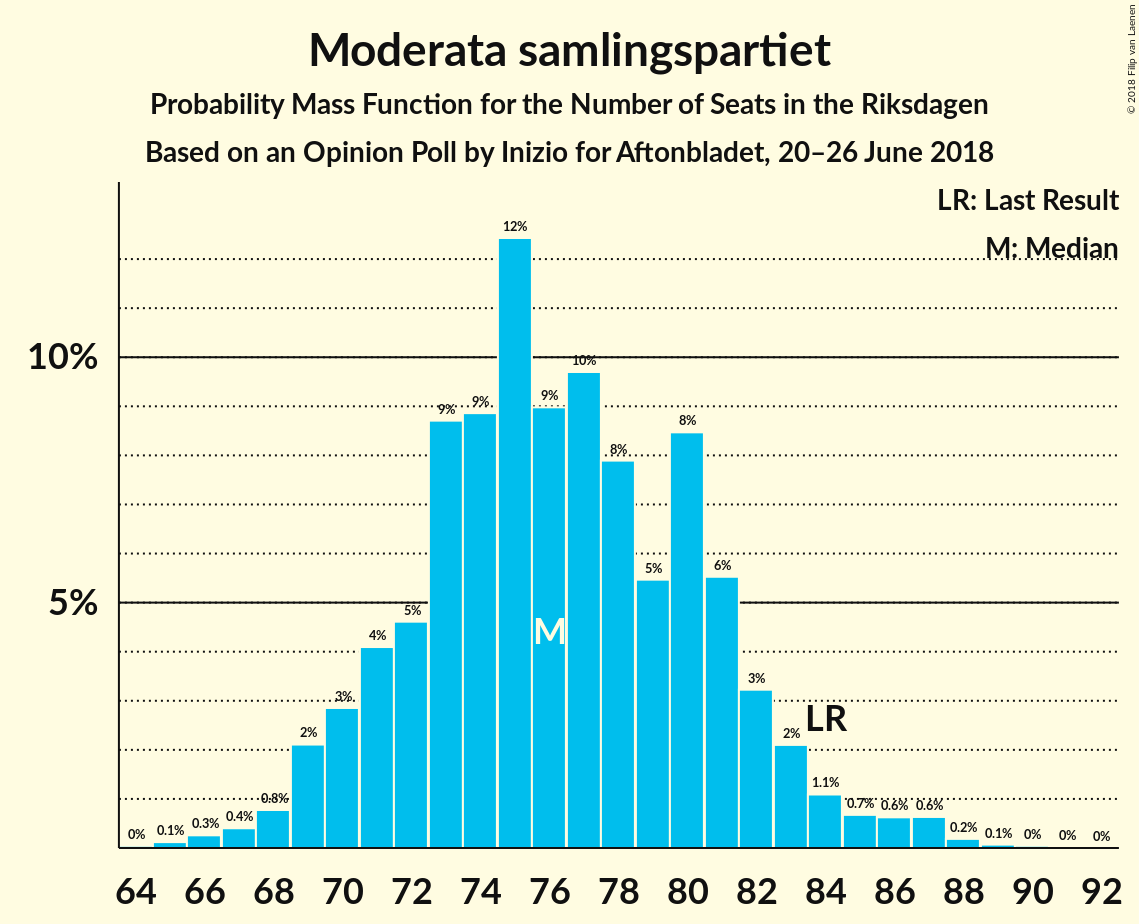 Moderata samlingspartiet
Probability Mass Function for the Number of Seats in the Riksdagen
Based on an Opinion Poll by Inizio for Aftonbladet, 20–26 June 2018
© 2018 Filip van Laenen
LR: Last Result
M: Median
10%
5%
0% 0.1% 0.3% 0.4% 0.8% 2% 3% 4% 5% 9% 9% 12% 9% 10% 8% 5% 8% 6% 3% 2% 1.1% 0.7% 0.6% 0.6% 0.2% 0.1% 0% 0% 0%
M
LR
64 66 68 70 72 74 76 78 80 82 84 86 88 90 92